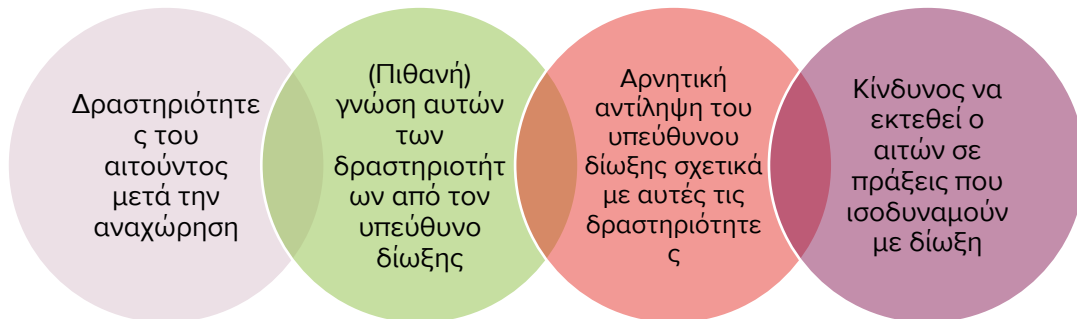 Δραστηριότητε
ς του
αιτούντος
μετά την
αναχώρηση
(Πιθανή)
γνώση αυτών
των
δραστηριοτήτ
ων από τον
υπεύθυνο
δίωξης
Αρνητική
αντίληψη του
υπεύθυνου
δίωξης σχετικά
με αυτές τις
δραστηριότητε
ς
Κίνδυνος να
εκτεθεί ο
αιτών σε
πράξεις που
ισοδυναμούν
με δίωξη